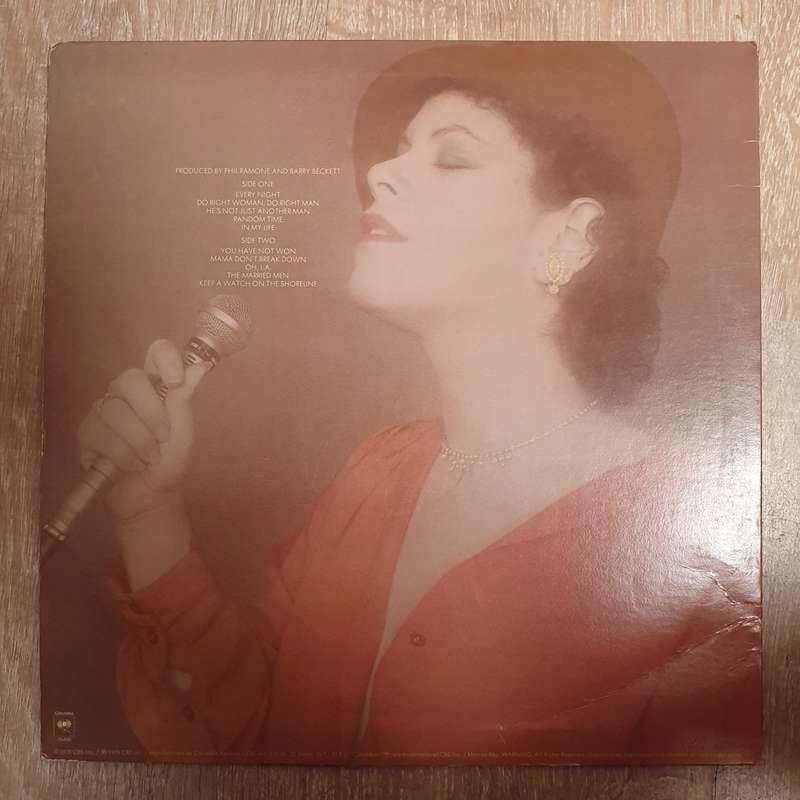 PRODUCED BY PHIL RAMONE AND BARRY BECKETT
SIDE ONE
EVERY NIGHT
DO RIGHT WOMAN, DO RIGHT MAN
HE'S NOT JUST ANOTHER MAN
RANDOM TIME
IN MY LIFE
SIDE TWO
YOU HAVE NOT WON
MAMA DON'T BREAK DOWN
OH, L.A.
THE MARRIED MEN
KEEP A WATCH ON THE SHORELINE